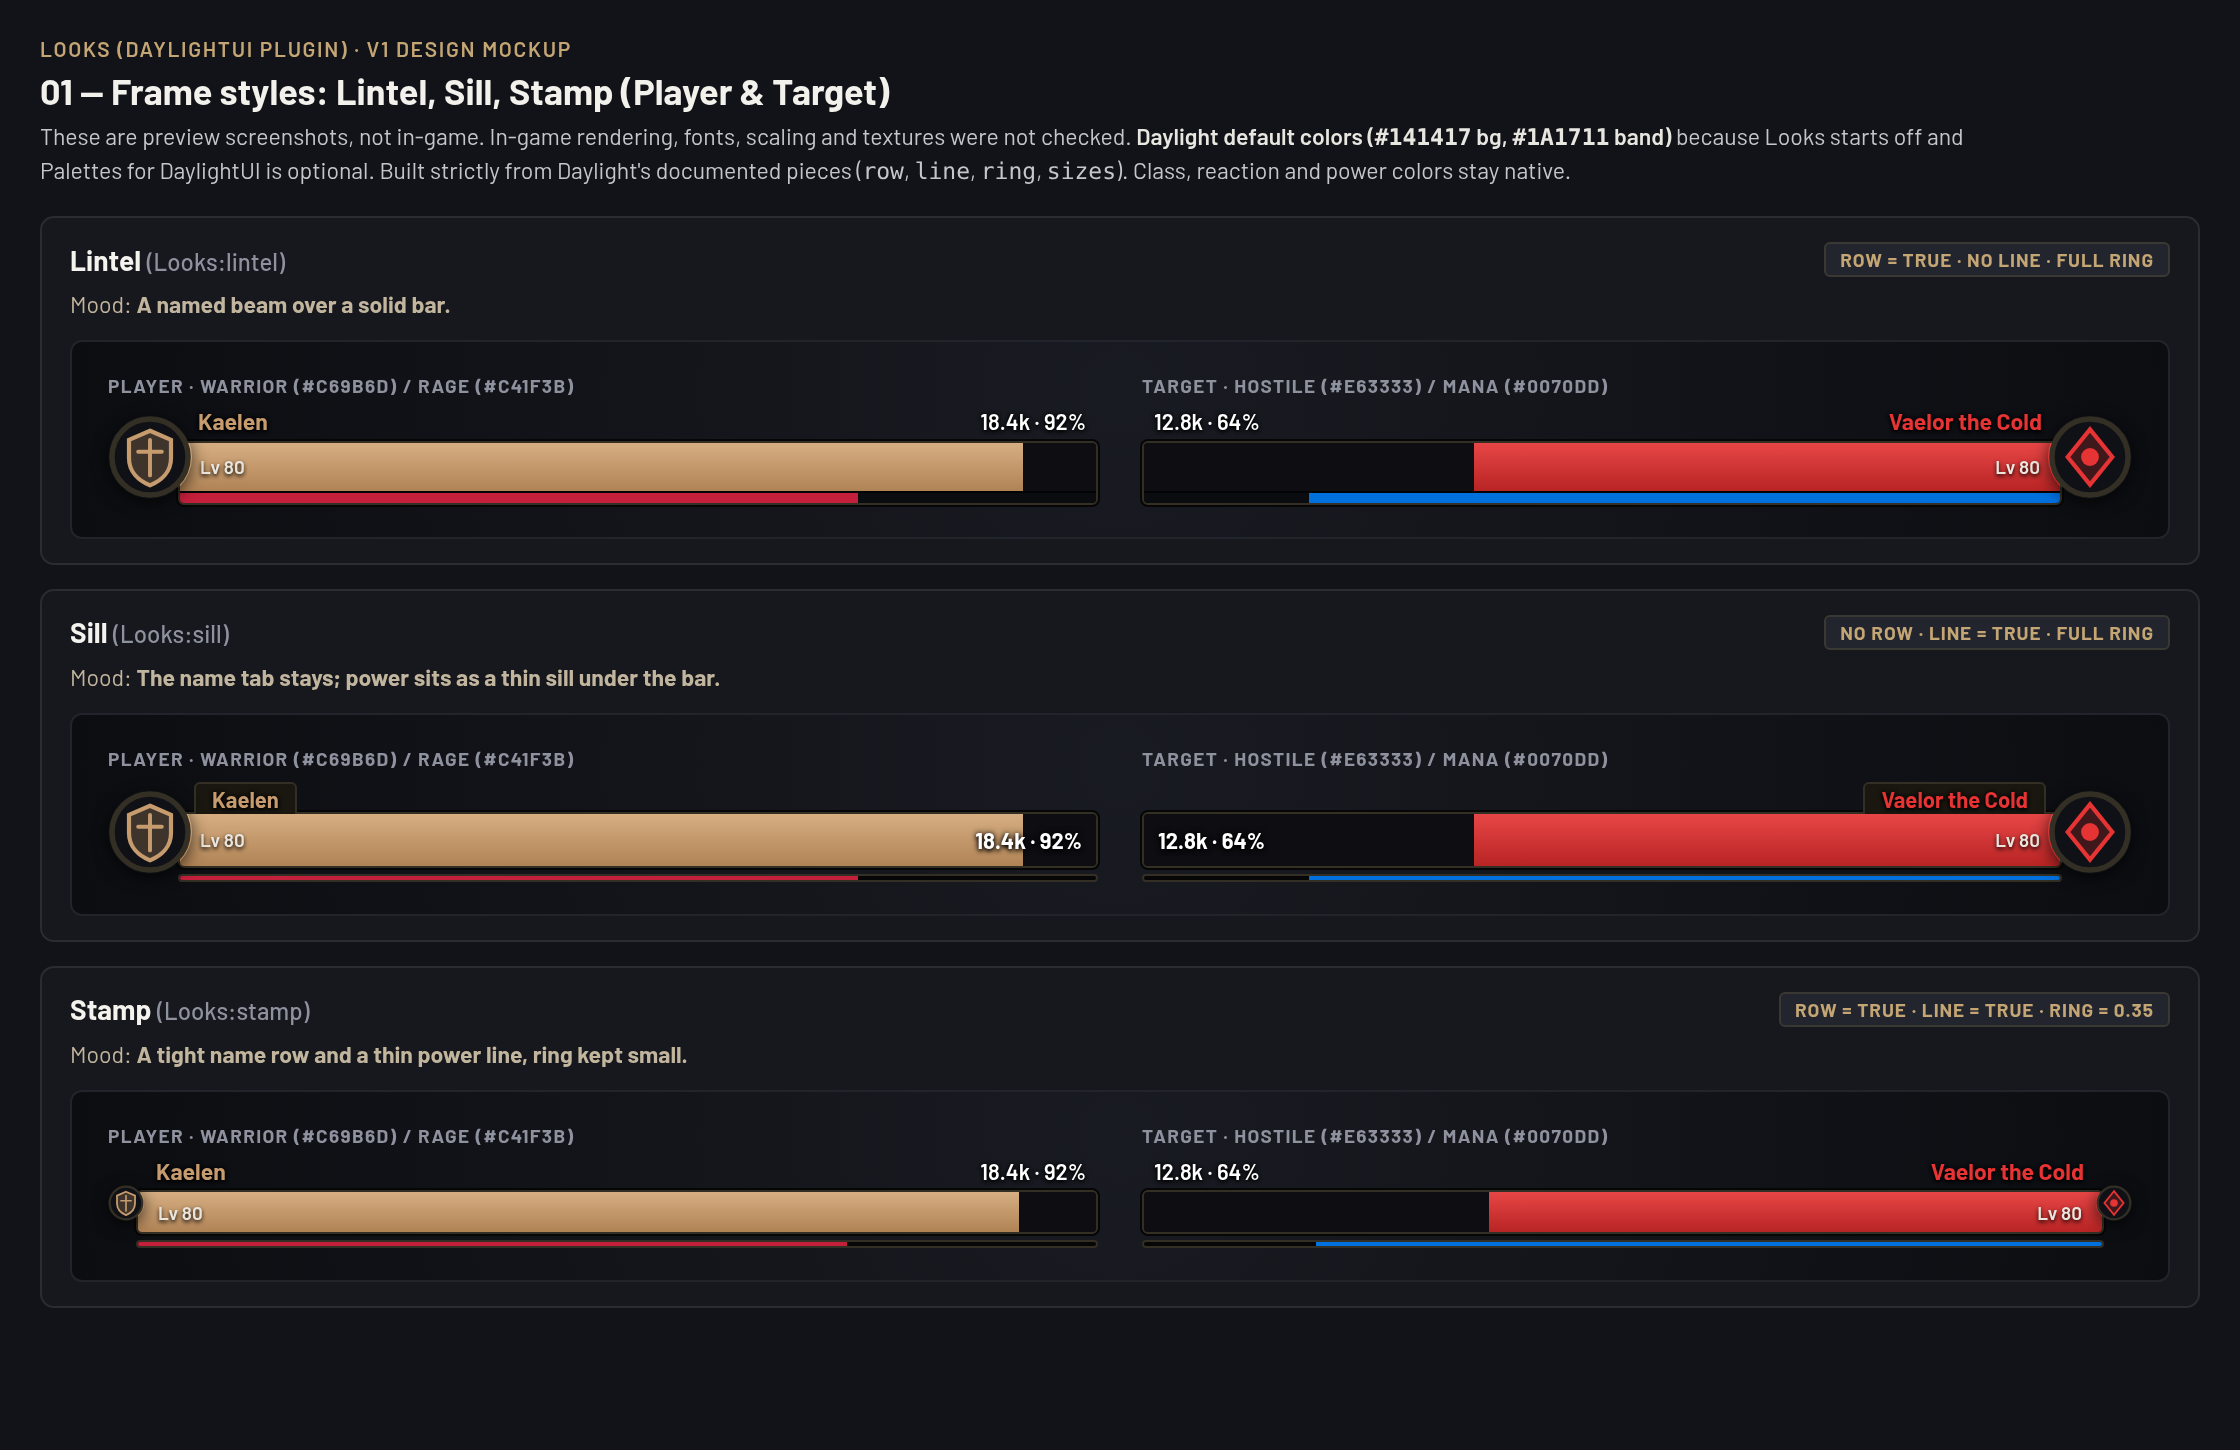 LOOKS (DAYLIGHTUI PLUGIN) · V1 DESIGN MOCKUP
01 — Frame styles: Lintel, Sill, Stamp (Player & Target)
These are preview screenshots, not in-game. In-game rendering, fonts, scaling and textures were not checked. Daylight default colors (#141417 bg, #1A1711 band) because Looks starts off and
Palettes for DaylightUI is optional. Built strictly from Daylight's documented pieces (row, line, ring, sizes). Class, reaction and power colors stay native.
Lintel (Looks:lintel)
ROW = TRUE · NO LINE · FULL RING
Mood: A named beam over a solid bar.
PLAYER · WARRIOR (#C69B6D) / RAGE (#C41F3B)
Kaelen
18.4k · 92%
Lv 80
TARGET · HOSTILE (#E63333) / MANA (#0070DD)
12.8k · 64%
Vaelor the Cold
Lv 80
Sill (Looks:sill)
NO ROW · LINE = TRUE · FULL RING
Mood: The name tab stays; power sits as a thin sill under the bar.
PLAYER · WARRIOR (#C69B6D) / RAGE (#C41F3B)
Kaelen
Lv 80
18.4k · 92%
TARGET · HOSTILE (#E63333) / MANA (#0070DD)
Vaelor the Cold
12.8k · 64%
Lv 80
Stamp (Looks:stamp)
ROW = TRUE · LINE = TRUE · RING = 0.35
Mood: A tight name row and a thin power line, ring kept small.
PLAYER · WARRIOR (#C69B6D) / RAGE (#C41F3B)
Kaelen
18.4k · 92%
Lv 80
TARGET · HOSTILE (#E63333) / MANA (#0070DD)
12.8k · 64%
Vaelor the Cold
Lv 80